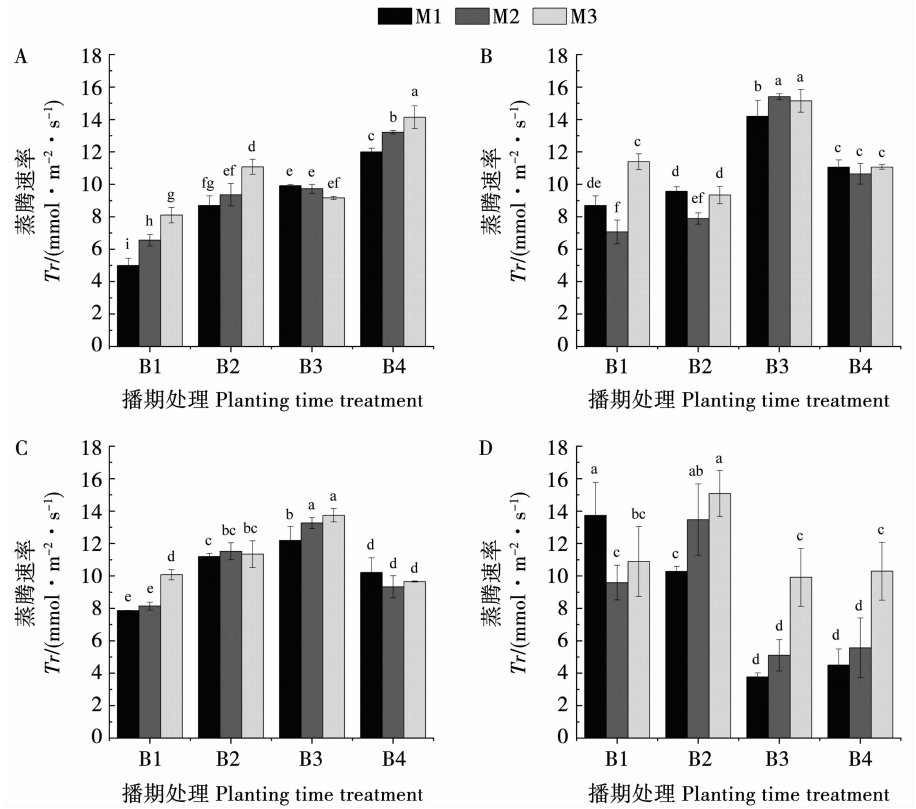 M1 M2 M3
A
蒸腾速率
Tr/(mmol·m⁻²·s⁻¹)
18
16
14
12
10
8
6
4
2
0
i h g fg ef d e e ef c b a
B1 B2 B3 B4
播期处理 Planting time treatment
B
蒸腾速率
Tr/(mmol·m⁻²·s⁻¹)
18
16
14
12
10
8
6
4
2
0
de f c d ef d b a a c c c
B1 B2 B3 B4
播期处理 Planting time treatment
C
蒸腾速率
Tr/(mmol·m⁻²·s⁻¹)
18
16
14
12
10
8
6
4
2
0
e e d c bc bc b a a d d d
B1 B2 B3 B4
播期处理 Planting time treatment
D
蒸腾速率
Tr/(mmol·m⁻²·s⁻¹)
18
16
14
12
10
8
6
4
2
0
a c bc c ab a d d c d d c
B1 B2 B3 B4
播期处理 Planting time treatment